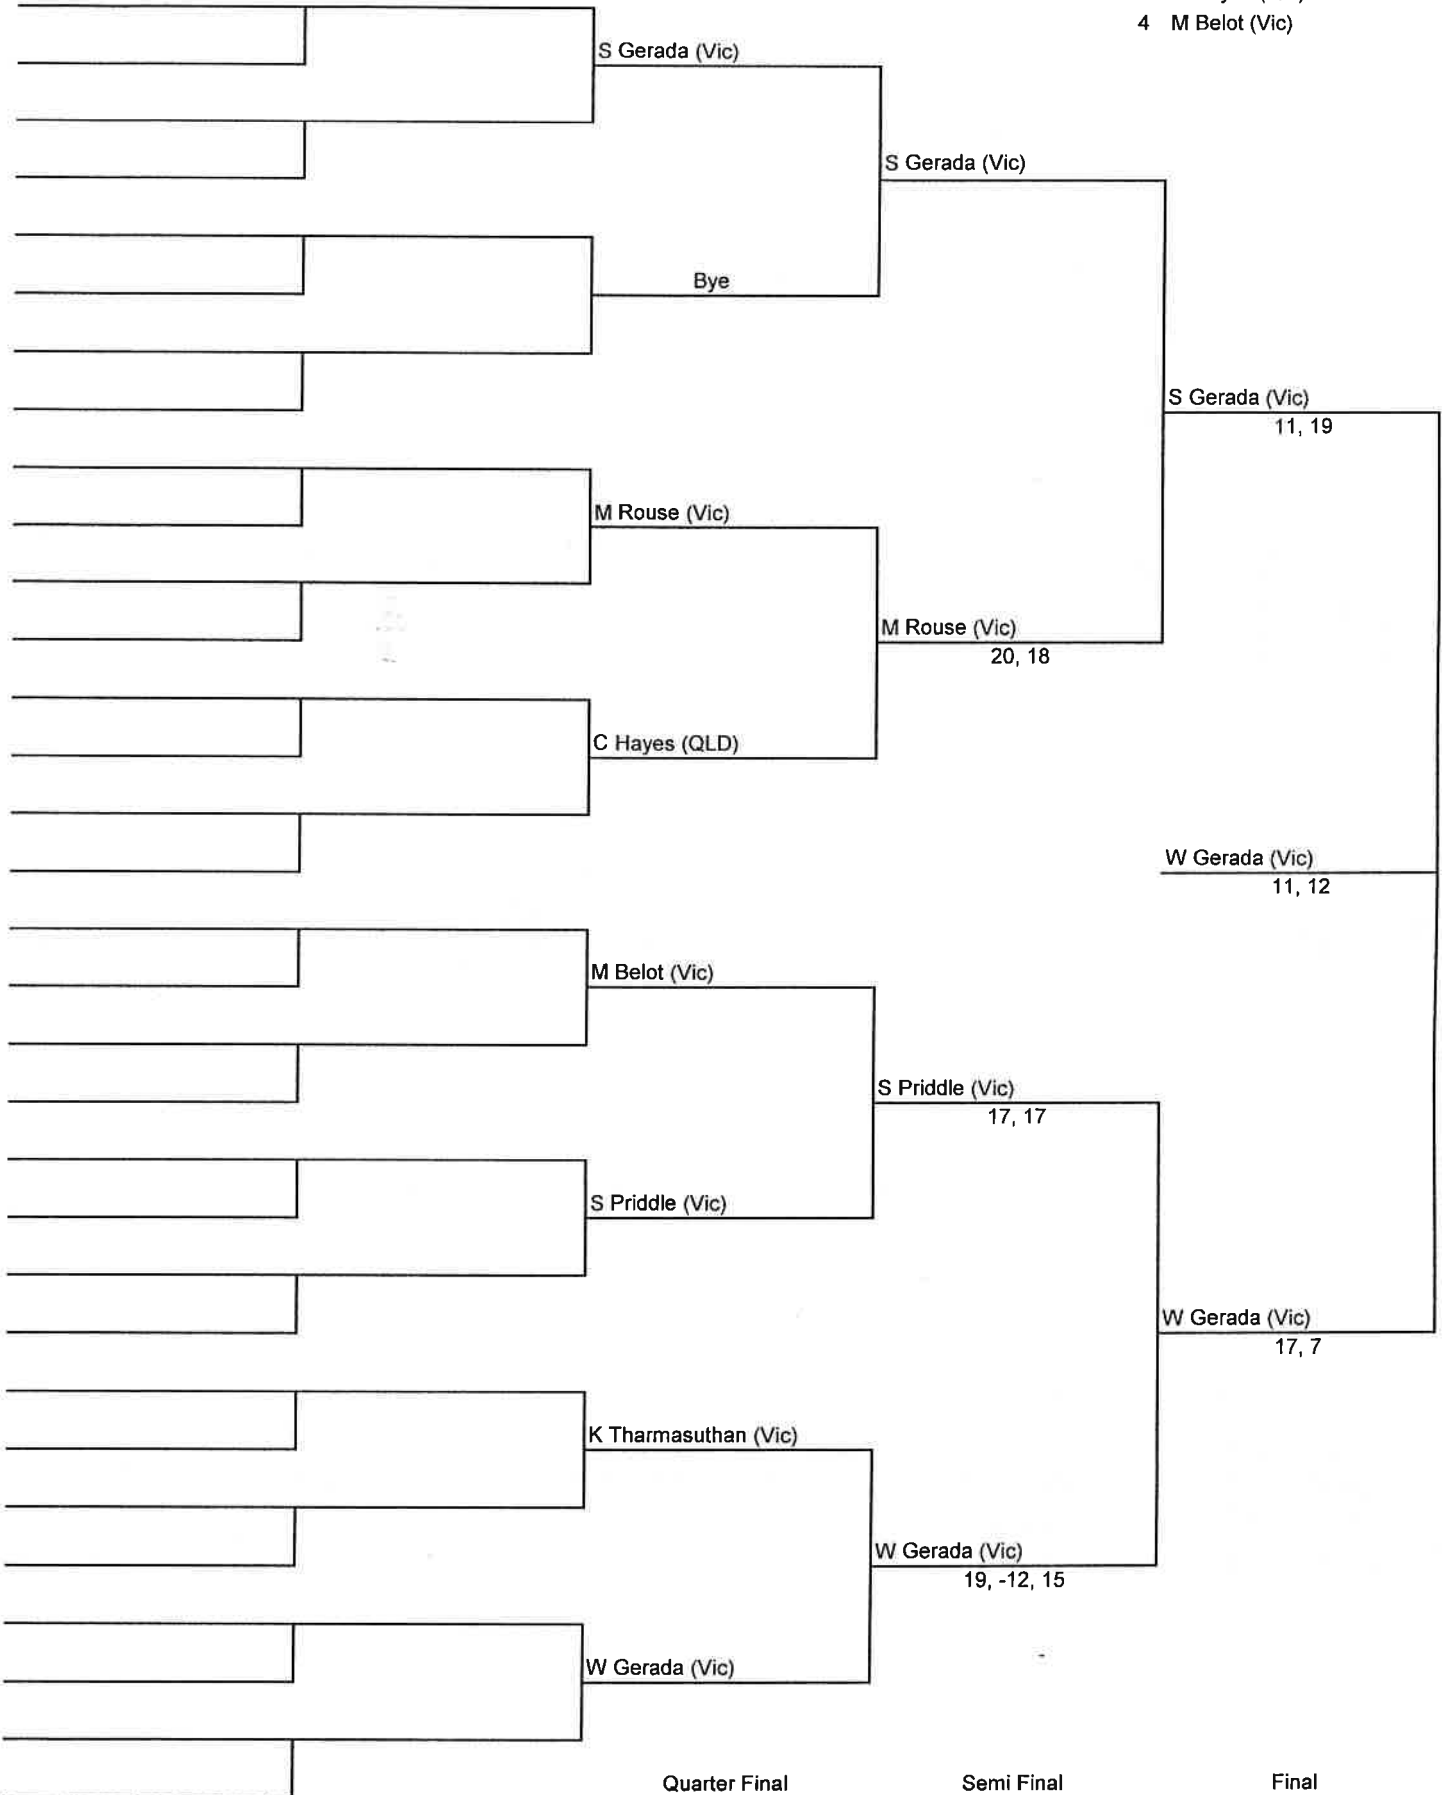 4 M Belot (Vic)
S Gerada (Vic)
S Gerada (Vic)
Bye
S Gerada (Vic)
11, 19
M Rouse (Vic)
M Rouse (Vic)
20, 18
C Hayes (QLD)
W Gerada (Vic)
11, 12
M Belot (Vic)
S Priddle (Vic)
17, 17
S Priddle (Vic)
W Gerada (Vic)
17, 7
K Tharmasuthan (Vic)
W Gerada (Vic)
19, -12, 15
W Gerada (Vic)
Quarter Final Semi Final Final